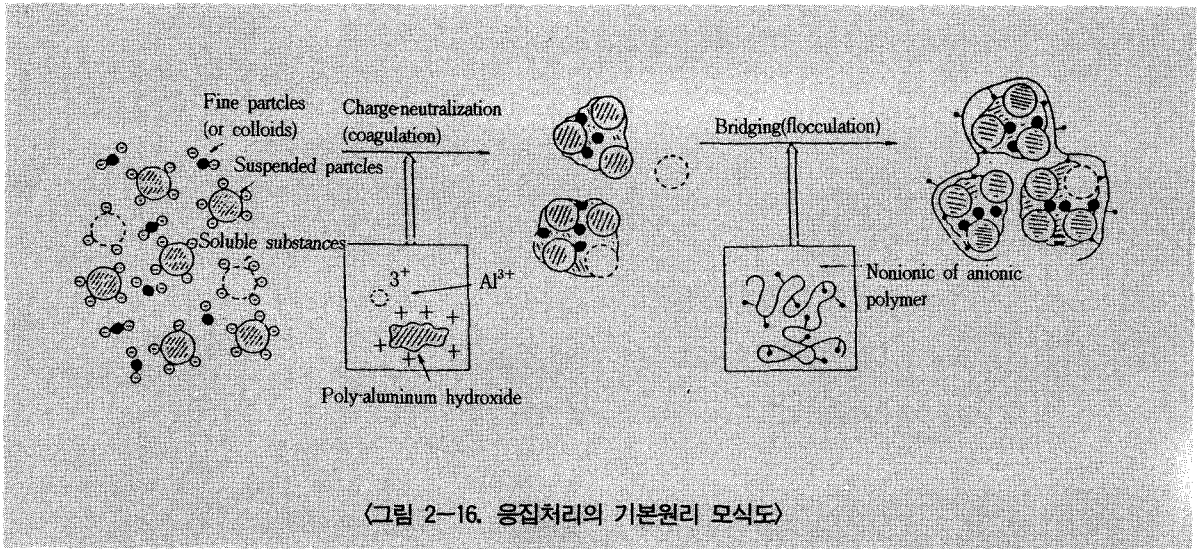 Fine partcles
(or colloids)
Charge-neutralization
(coagulation)
Suspended partcles
Soluble substances
3⁺
Al³⁺
Poly-aluminum hydroxide
Bridging(flocculation)
Nonionic of anionic
polymer
〈그림 2-16. 응집처리의 기본원리 모식도〉